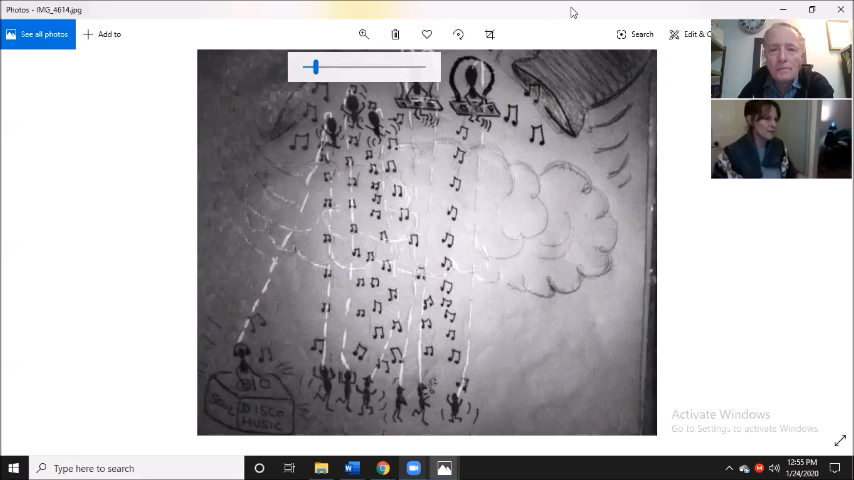 Photos - IMG_4614.jpg
See all photos
Add to
Search
Edit & C
SOUL
DISCO
MUSIC
Activate Windows
Go to Settings to activate Windows.
Type here to search
12:55 PM
1/24/2020